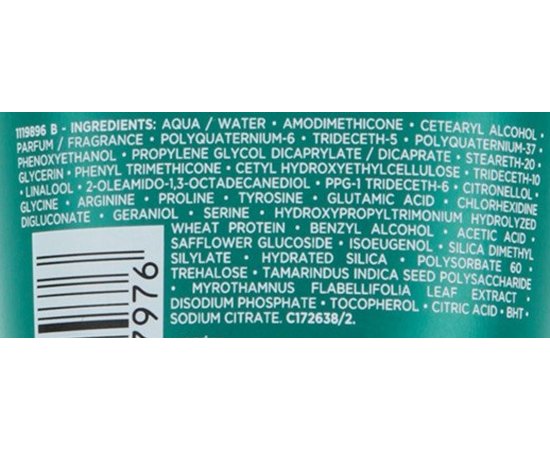 1119896 B - INGREDIENTS: AQUA / WATER • AMODIMETHICONE • CETEARYL ALCOHOL •
PARFUM / FRAGRANCE • POLYQUATERNIUM-6 • TRIDECETH-5 • POLYQUATERNIUM-37
PHENOXYETHANOL • PROPYLENE GLYCOL DICAPRYLATE / DICAPRATE • STEARETH-20
GLYCERIN • PHENYL TRIMETHICONE • CETYL HYDROXYETHYLCELLULOSE • TRIDECETH-10
• LINALOOL • 2-OLEAMIDO-1,3-OCTADECANEDIOL • PPG-1 TRIDECETH-6 • CITRONELLOL •
GLYCINE • ARGININE • PROLINE • TYROSINE • GLUTAMIC ACID • CHLORHEXIDINE
DIGLUCONATE • GERANIOL • SERINE • HYDROXYPROPYLTRIMONIUM HYDROLYZED
WHEAT PROTEIN • BENZYL ALCOHOL • ACETIC ACID •
SAFFLOWER GLUCOSIDE • ISOEUGENOL • SILICA DIMETHYL
SILYLATE • HYDRATED SILICA • POLYSORBATE 60 •
TREHALOSE • TAMARINDUS INDICA SEED POLYSACCHARIDE
• MYROTHAMNUS FLABELLIFOLIA LEAF EXTRACT •
DISODIUM PHOSPHATE • TOCOPHEROL • CITRIC ACID • BHT •
SODIUM CITRATE. C172638/2.
7976